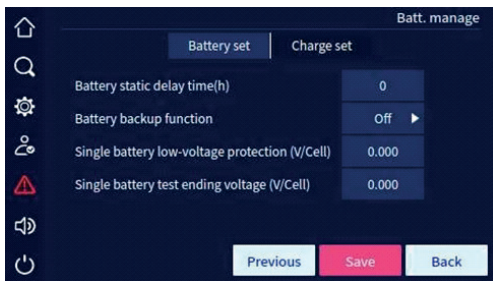 Batt. manage
Battery set Charge set
Battery static delay time(h) 0
Battery backup function Off
Single battery low-voltage protection (V/Cell) 0.000
Single battery test ending voltage (V/Cell) 0.000
Previous Save Back